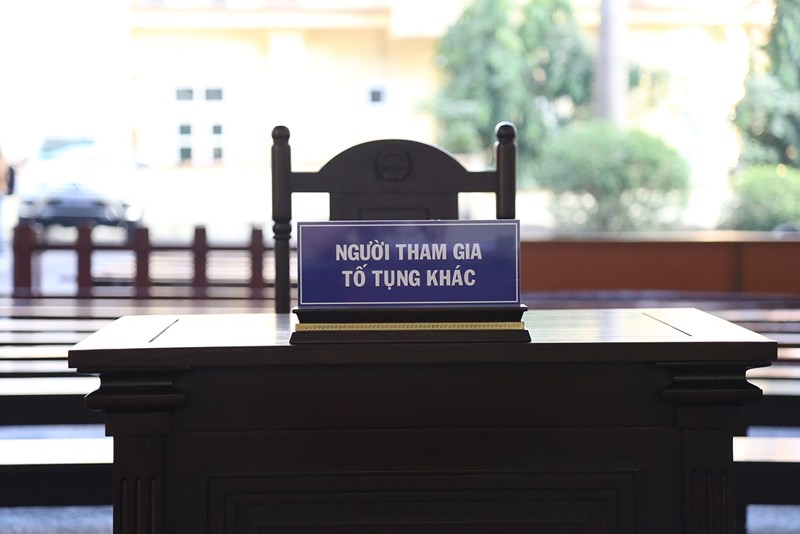 NGƯỜI THAM GIA
TỐ TỤNG KHÁC